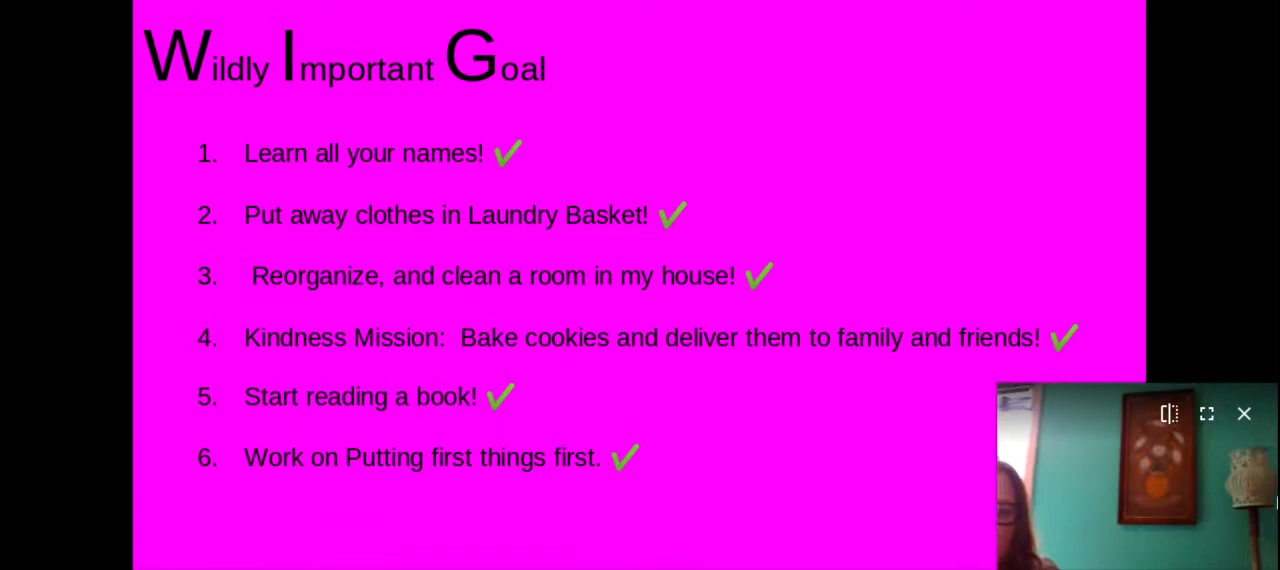 Wildly Important Goal
1. Learn all your names! ✔
2. Put away clothes in Laundry Basket! ✔
3. Reorganize, and clean a room in my house! ✔
4. Kindness Mission: Bake cookies and deliver them to family and friends! ✔
5. Start reading a book! ✔
6. Work on Putting first things first. ✔